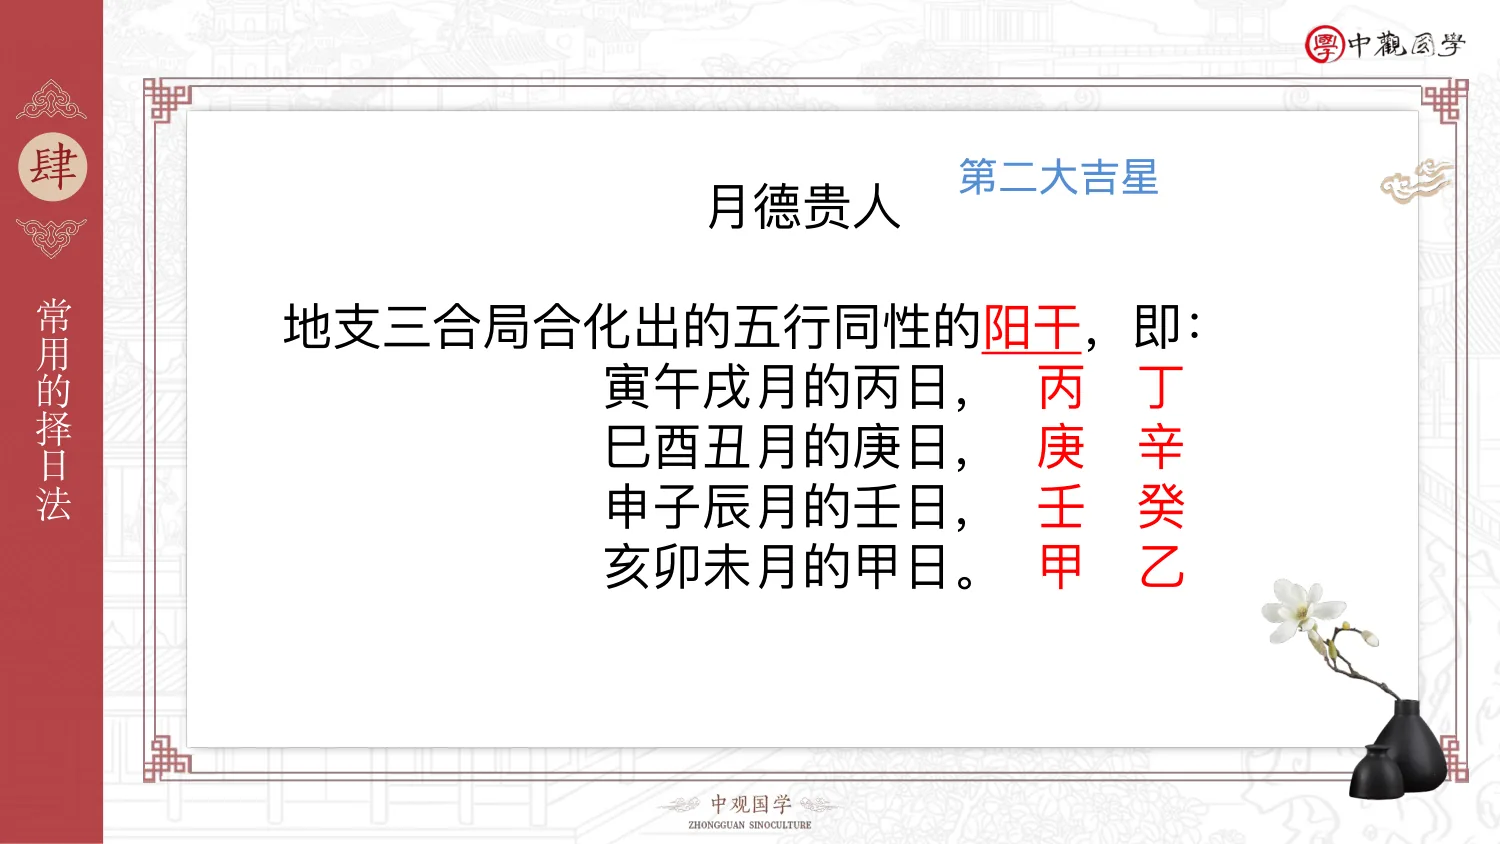 中觀国學
肆
常用的择日法
第二大吉星
月德贵人
地支三合局合化出的五行同性的阳干，即：
寅午戌月的丙日， 丙 丁
巳酉丑月的庚日， 庚 辛
申子辰月的壬日， 壬 癸
亥卯未月的甲日。 甲 乙
中观国学
ZHONGGUAN SINOCULTURE